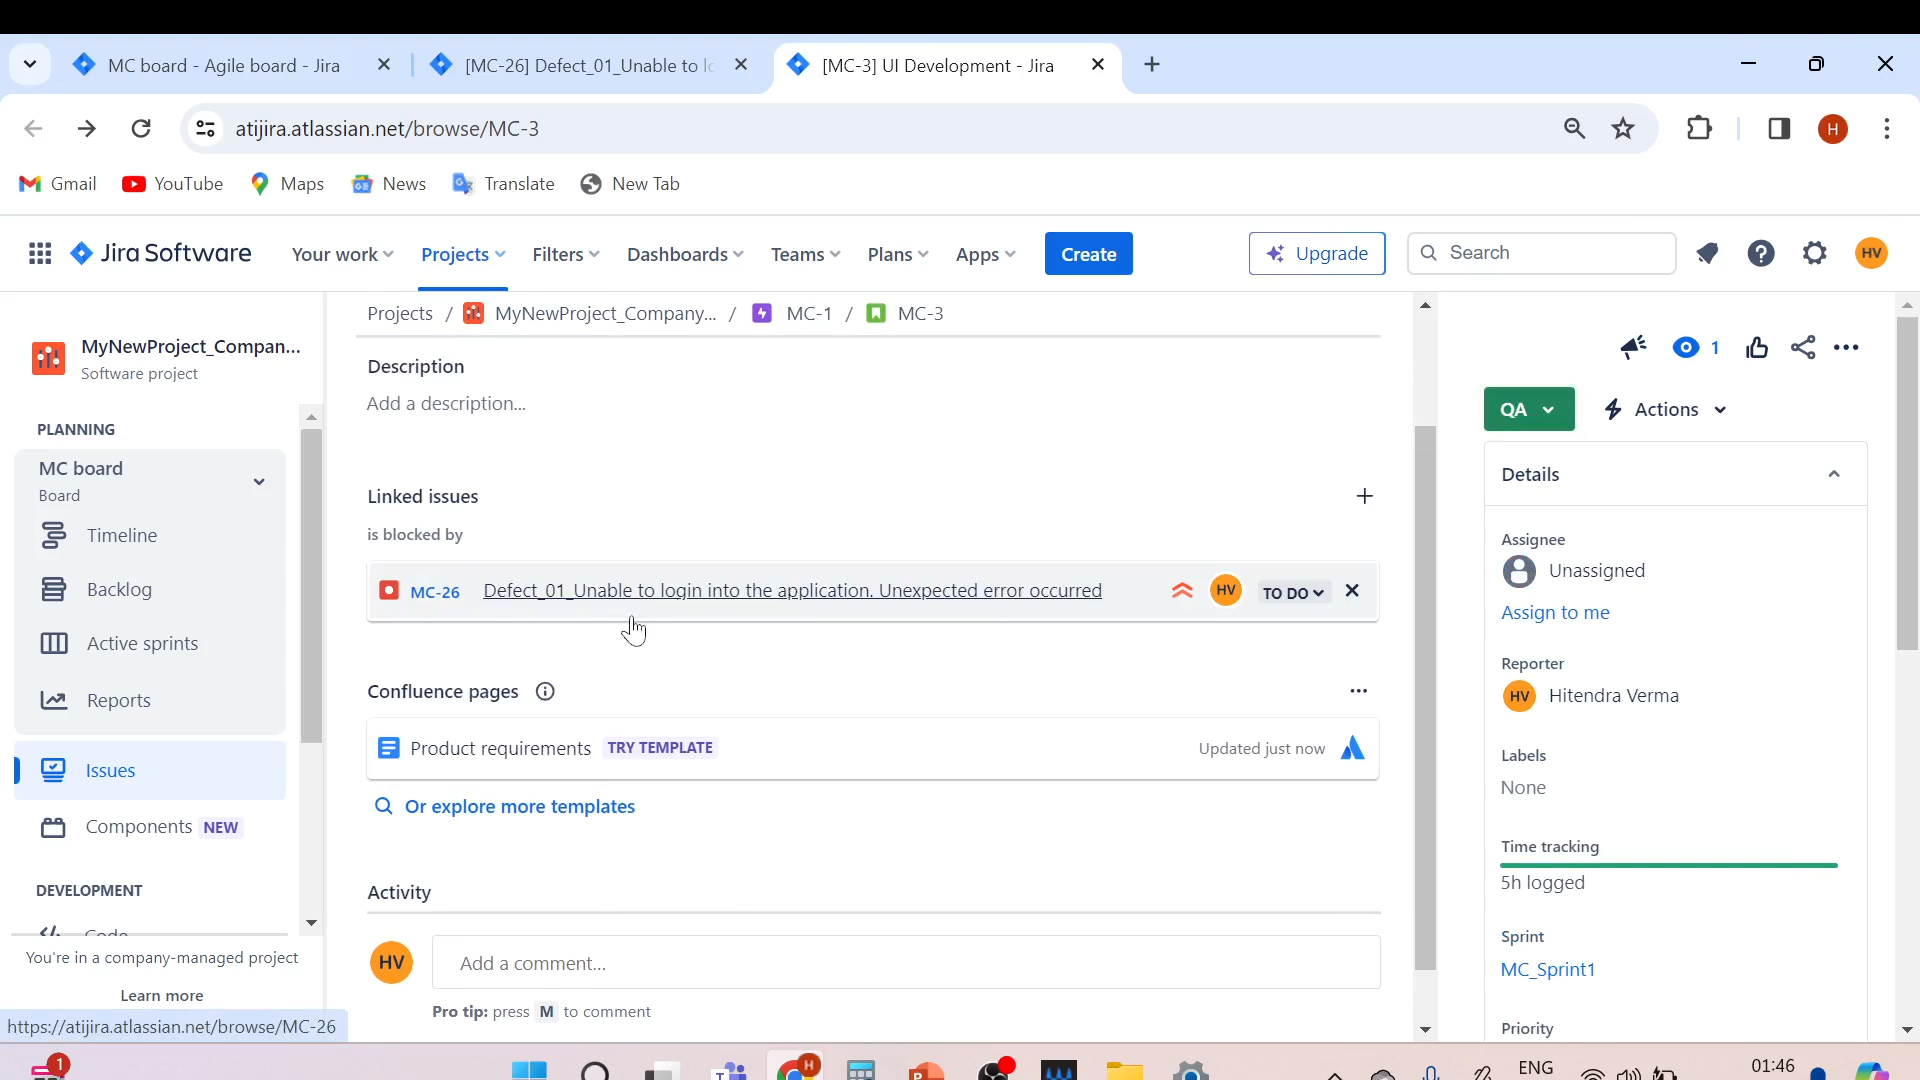 MC board - Agile board - Jira
[MC-26] Defect_01_Unable to lo
[MC-3] UI Development - Jira
atijira.atlassian.net/browse/MC-3
H
Gmail
YouTube
Maps
News
Translate
New Tab
Jira Software
Your work
Projects
Filters
Dashboards
Teams
Plans
Apps
Create
Upgrade
Search
HV
MyNewProject_Compan...
Software project
PLANNING
MC board
Board
Timeline
Backlog
Active sprints
Reports
Issues
Components NEW
DEVELOPMENT
Code
You're in a company-managed project
Learn more
https://atijira.atlassian.net/browse/MC-26
Projects / MyNewProject_Company... / MC-1 / MC-3
Description
Add a description...
Linked issues
is blocked by
MC-26 Defect_01_Unable to login into the application. Unexpected error occurred HV TO DO
Confluence pages
Product requirements TRY TEMPLATE Updated just now
Or explore more templates
Activity
HV Add a comment...
Pro tip: press M to comment
1
QA Actions
Details
Assignee
Unassigned
Assign to me
Reporter
HV Hitendra Verma
Labels
None
Time tracking
5h logged
Sprint
MC_Sprint1
Priority
1
H
ENG
01:46